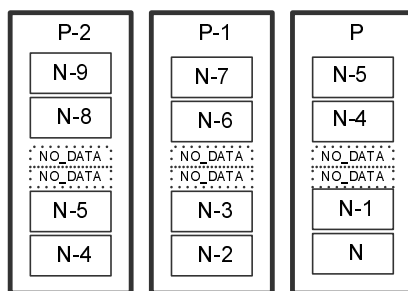 P-2
N-9
N-8
NO_DATA
NO_DATA
N-5
N-4
P-1
N-7
N-6
NO_DATA
NO_DATA
N-3
N-2
P
N-5
N-4
NO_DATA
NO_DATA
N-1
N